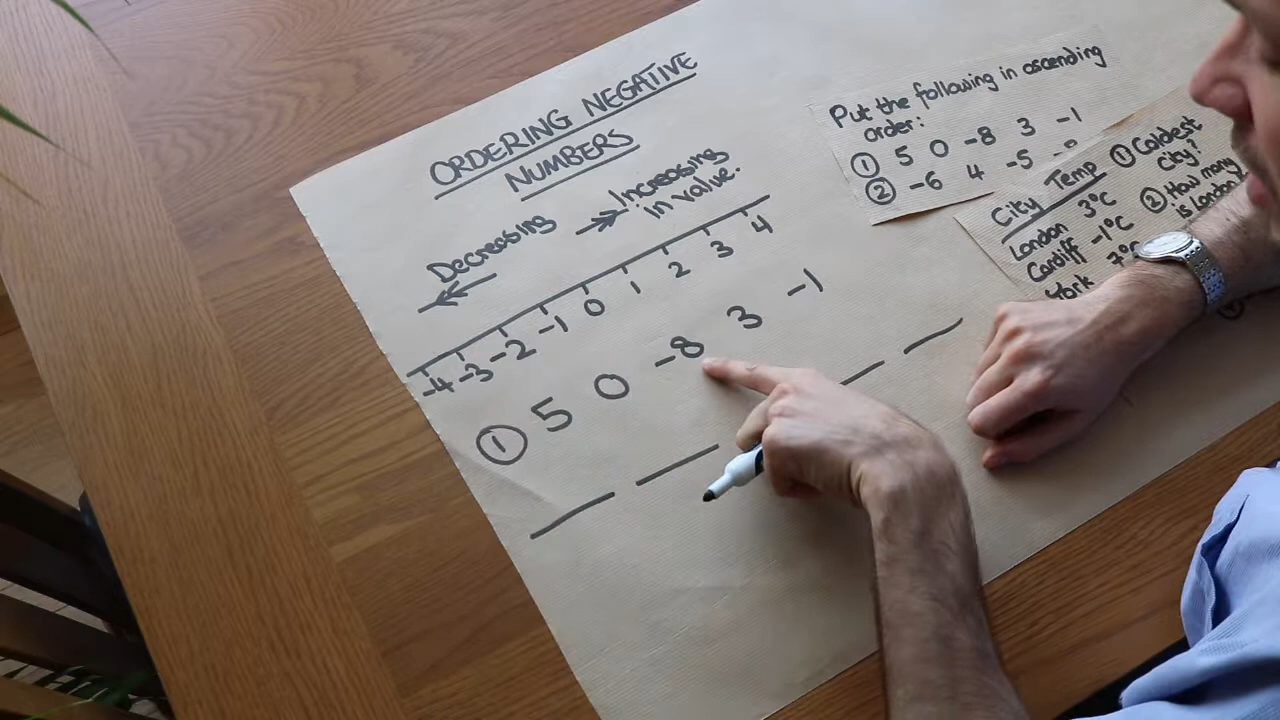 ORDERING NEGATIVE
NUMBERS
Decreasing
Increasing
in value.
-4 -3 -2 -1 0 1 2 3 4
① 5 0 -8 3 -1
Put the following in ascending
order:
① 5 0 -8 3 -1
② -6 4 -5
City Temp
London 3°C
Cardiff -1°C
York 7°C
① Coldest
city?
② How many
is London